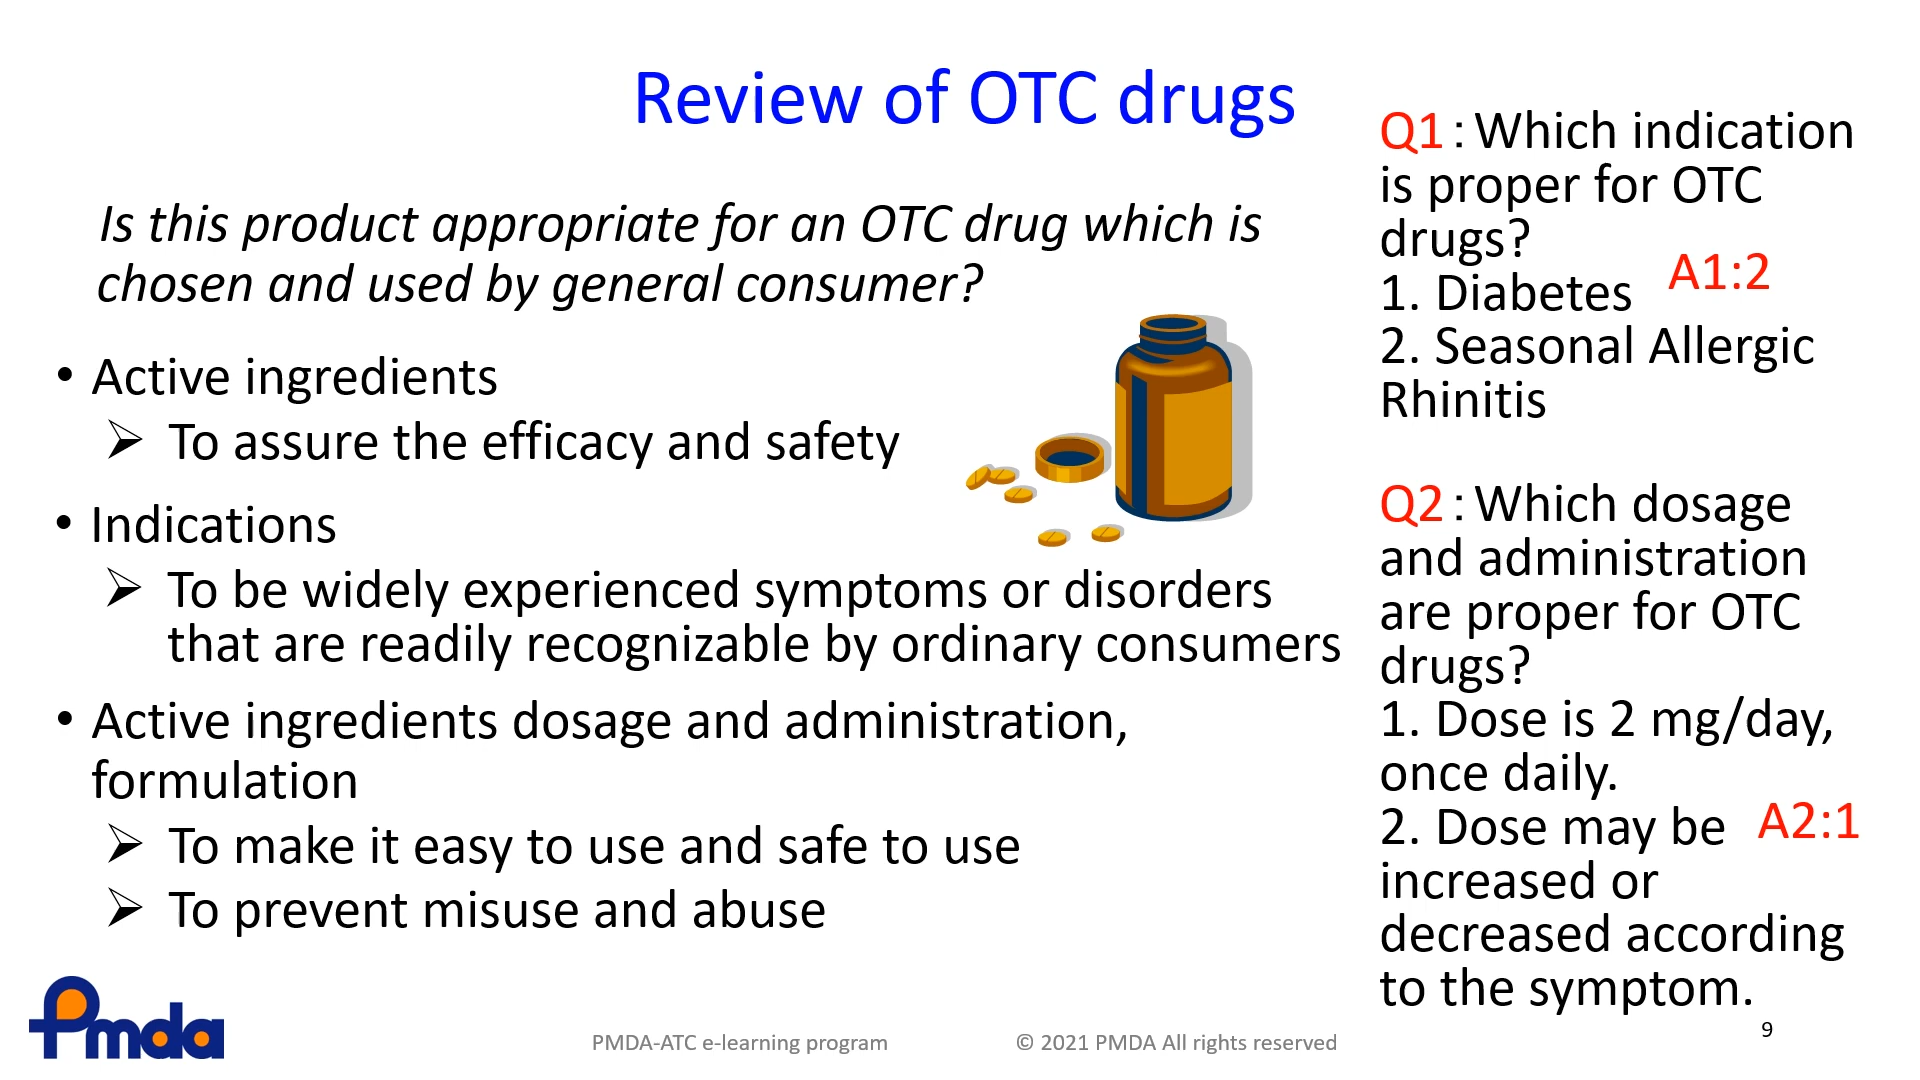 Review of OTC drugs
Is this product appropriate for an OTC drug which is
chosen and used by general consumer?
• Active ingredients
➢ To assure the efficacy and safety
• Indications
➢ To be widely experienced symptoms or disorders
that are readily recognizable by ordinary consumers
• Active ingredients dosage and administration,
formulation
➢ To make it easy to use and safe to use
➢ To prevent misuse and abuse
Q1：Which indication
is proper for OTC
drugs?
1. Diabetes
A1:2
2. Seasonal Allergic
Rhinitis
Q2：Which dosage
and administration
are proper for OTC
drugs?
1. Dose is 2 mg/day,
once daily.
2. Dose may be
A2:1
increased or
decreased according
to the symptom.
Pmda
PMDA-ATC e-learning program
© 2021 PMDA All rights reserved
9